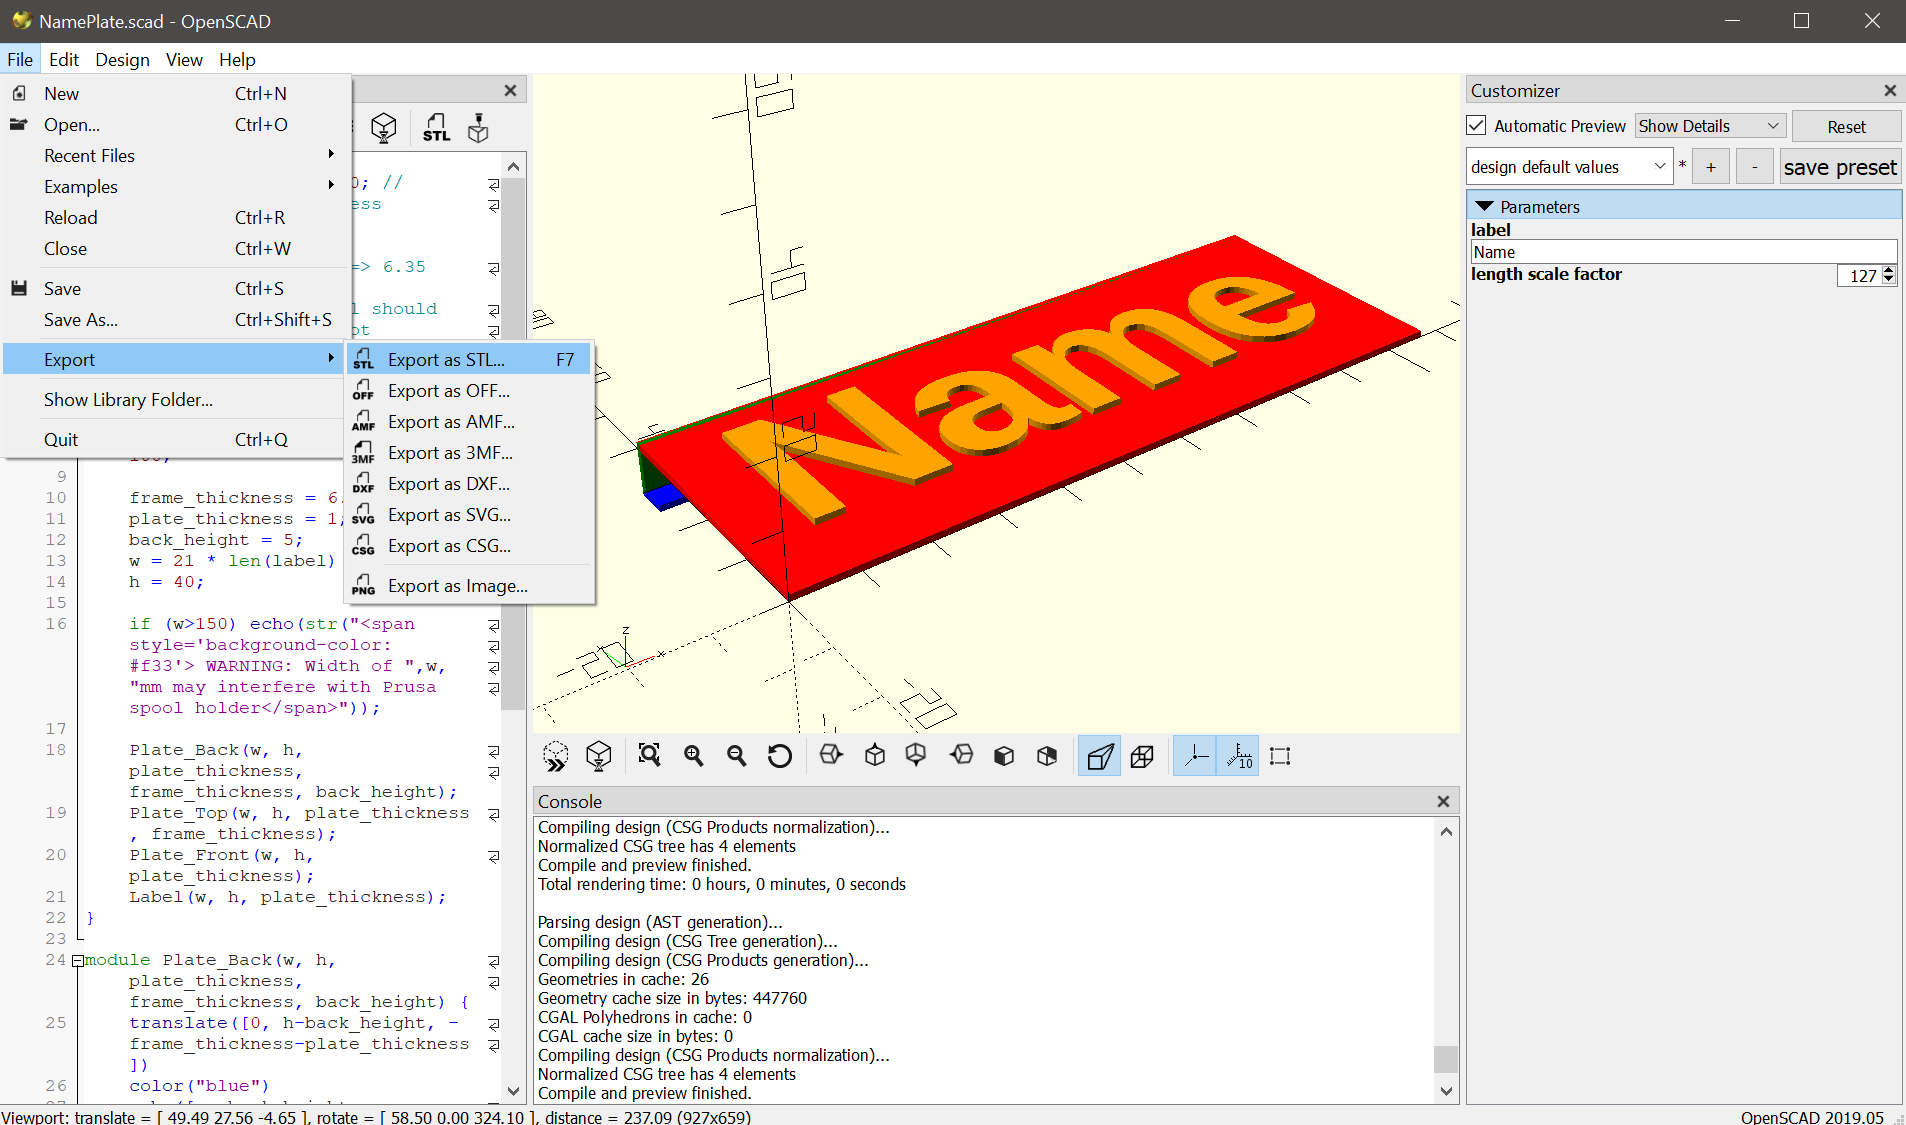 NamePlate.scad - OpenSCAD
File Edit Design View Help
New Ctrl+N
Open... Ctrl+O
Recent Files
Examples
Reload Ctrl+R
Close Ctrl+W
Save Ctrl+S
Save As... Ctrl+Shift+S
Export
Show Library Folder...
Quit Ctrl+Q
STL Export as STL... F7
OFF Export as OFF...
AMF Export as AMF...
3MF Export as 3MF...
DXF Export as DXF...
SVG Export as SVG...
CSG Export as CSG...
PNG Export as Image...
STL
0; //
ess
=> 6.35
l should
ot
9
10 frame_thickness = 6.
11 plate_thickness = 1;
12 back_height = 5;
13 w = 21 * len(label)
14 h = 40;
15
16 if (w>150) echo(str("<span
style='background-color:
#f33'> WARNING: Width of ",w,
"mm may interfere with Prusa
spool holder</span>"));
17
18 Plate_Back(w, h,
plate_thickness,
frame_thickness, back_height);
19 Plate_Top(w, h, plate_thickness
, frame_thickness);
20 Plate_Front(w, h,
plate_thickness);
21 Label(w, h, plate_thickness);
22 }
23
24 module Plate_Back(w, h,
plate_thickness,
frame_thickness, back_height) {
25 translate([0, h-back_height, -
frame_thickness-plate_thickness
])
26 color("blue")
Name
z
x
10
Console
Compiling design (CSG Products normalization)...
Normalized CSG tree has 4 elements
Compile and preview finished.
Total rendering time: 0 hours, 0 minutes, 0 seconds
Parsing design (AST generation)...
Compiling design (CSG Tree generation)...
Compiling design (CSG Products generation)...
Geometries in cache: 26
Geometry cache size in bytes: 447760
CGAL Polyhedrons in cache: 0
CGAL cache size in bytes: 0
Compiling design (CSG Products normalization)...
Normalized CSG tree has 4 elements
Compile and preview finished.
Customizer
Automatic Preview Show Details Reset
design default values * + - save preset
Parameters
label
Name
length scale factor 127
Viewport: translate = [ 49.49 27.56 -4.65 ], rotate = [ 58.50 0.00 324.10 ], distance = 237.09 (927x659)
OpenSCAD 2019.05